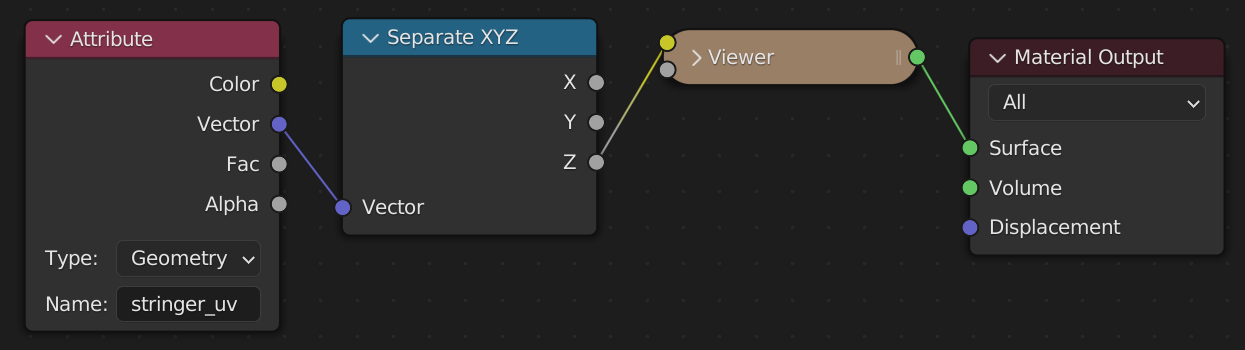 Attribute
Color
Vector
Fac
Alpha
Type: Geometry
Name: stringer_uv
Separate XYZ
X
Y
Z
Vector
Viewer
Material Output
All
Surface
Volume
Displacement